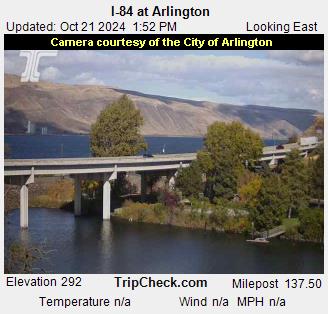 I-84 at Arlington
Updated: Oct 21 2024 1:52 PM Looking East
Camera courtesy of the City of Arlington
Elevation 292 TripCheck.com Milepost 137.50
Temperature n/a Wind n/a MPH n/a